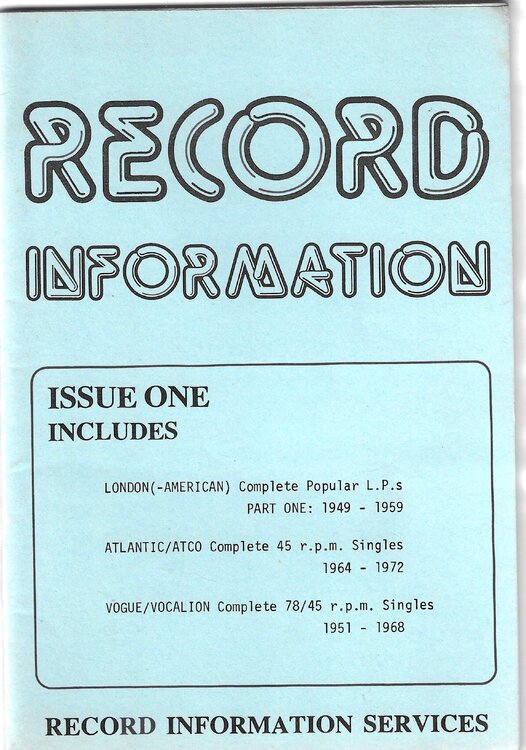 RECORD
INFORMATION
ISSUE ONE
INCLUDES
LONDON(-AMERICAN) Complete Popular L.P.s
PART ONE: 1949 - 1959
ATLANTIC/ATCO Complete 45 r.p.m. Singles
1964 - 1972
VOGUE/VOCALION Complete 78/45 r.p.m. Singles
1951 - 1968
RECORD INFORMATION SERVICES